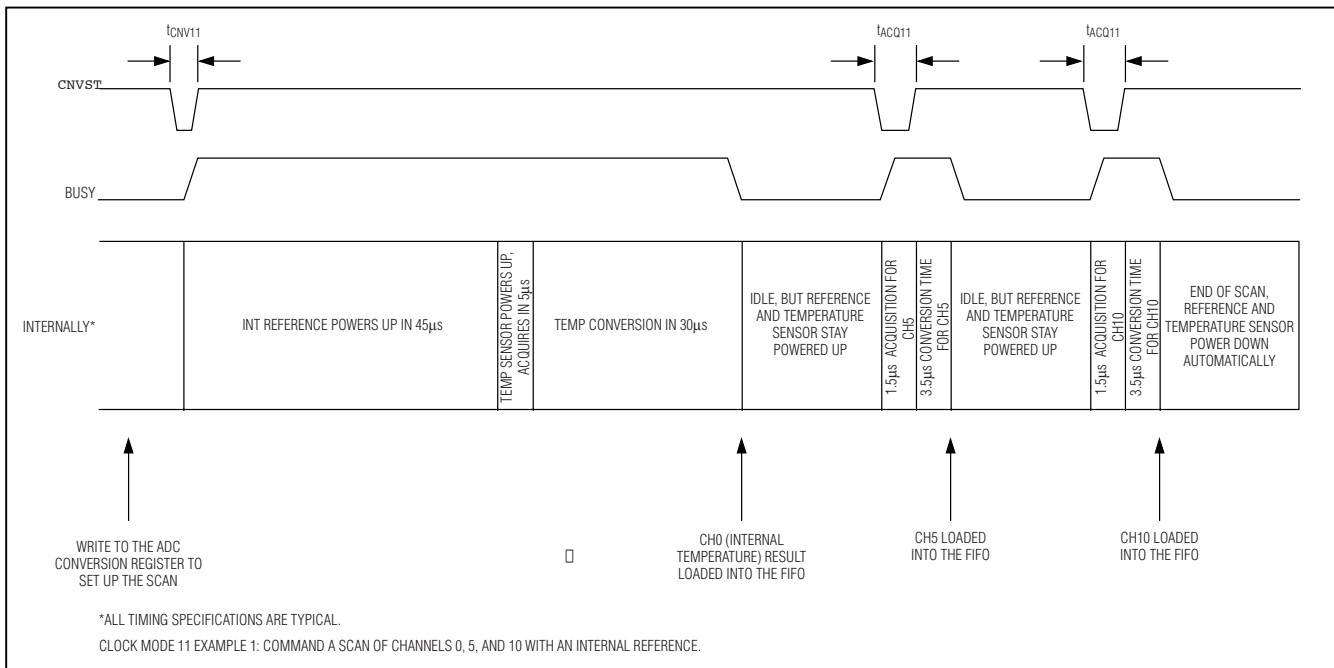 tCNV11
tACQ11
tACQ11
CNVST
BUSY
INTERNALLY*
INT REFERENCE POWERS UP IN 45µs
TEMP SENSOR POWERS UP,
ACQUIRES IN 5µs
TEMP CONVERSION IN 30µs
IDLE, BUT REFERENCE
AND TEMPERATURE
SENSOR STAY
POWERED UP
1.5µs ACQUISITION FOR
CH5
3.5µs CONVERSION TIME
FOR CH5
IDLE, BUT REFERENCE
AND TEMPERATURE
SENSOR STAY
POWERED UP
1.5µs ACQUISITION FOR
CH10
3.5µs CONVERSION TIME
FOR CH10
END OF SCAN,
REFERENCE AND
TEMPERATURE SENSOR
POWER DOWN
AUTOMATICALLY
WRITE TO THE ADC
CONVERSION REGISTER TO
SET UP THE SCAN
CH0 (INTERNAL
TEMPERATURE) RESULT
LOADED INTO THE FIFO
CH5 LOADED
INTO THE FIFO
CH10 LOADED
INTO THE FIFO
*ALL TIMING SPECIFICATIONS ARE TYPICAL.
CLOCK MODE 11 EXAMPLE 1: COMMAND A SCAN OF CHANNELS 0, 5, AND 10 WITH AN INTERNAL REFERENCE.